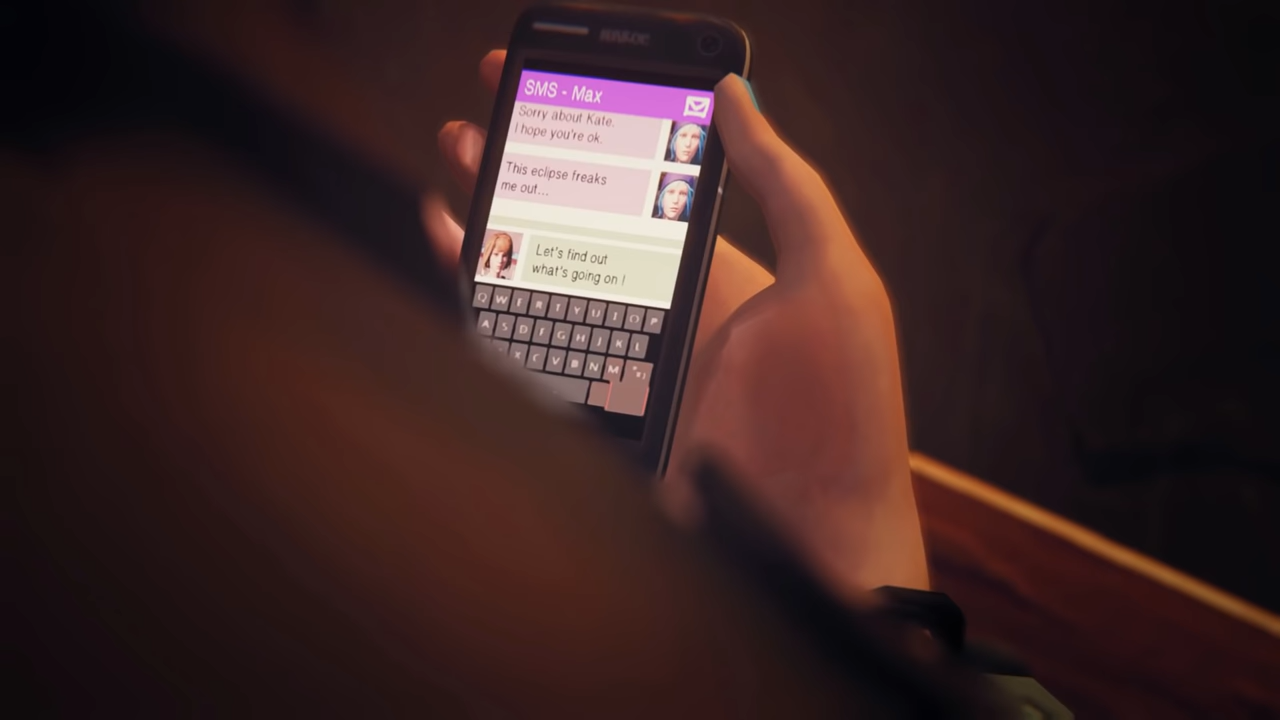 SMS - Max
Sorry about Kate.
I hope you're ok.
This eclipse freaks
me out...
Let's find out
what's going on !
Q W E R T Y U I O P
A S D F G H J K L
X C V B N M